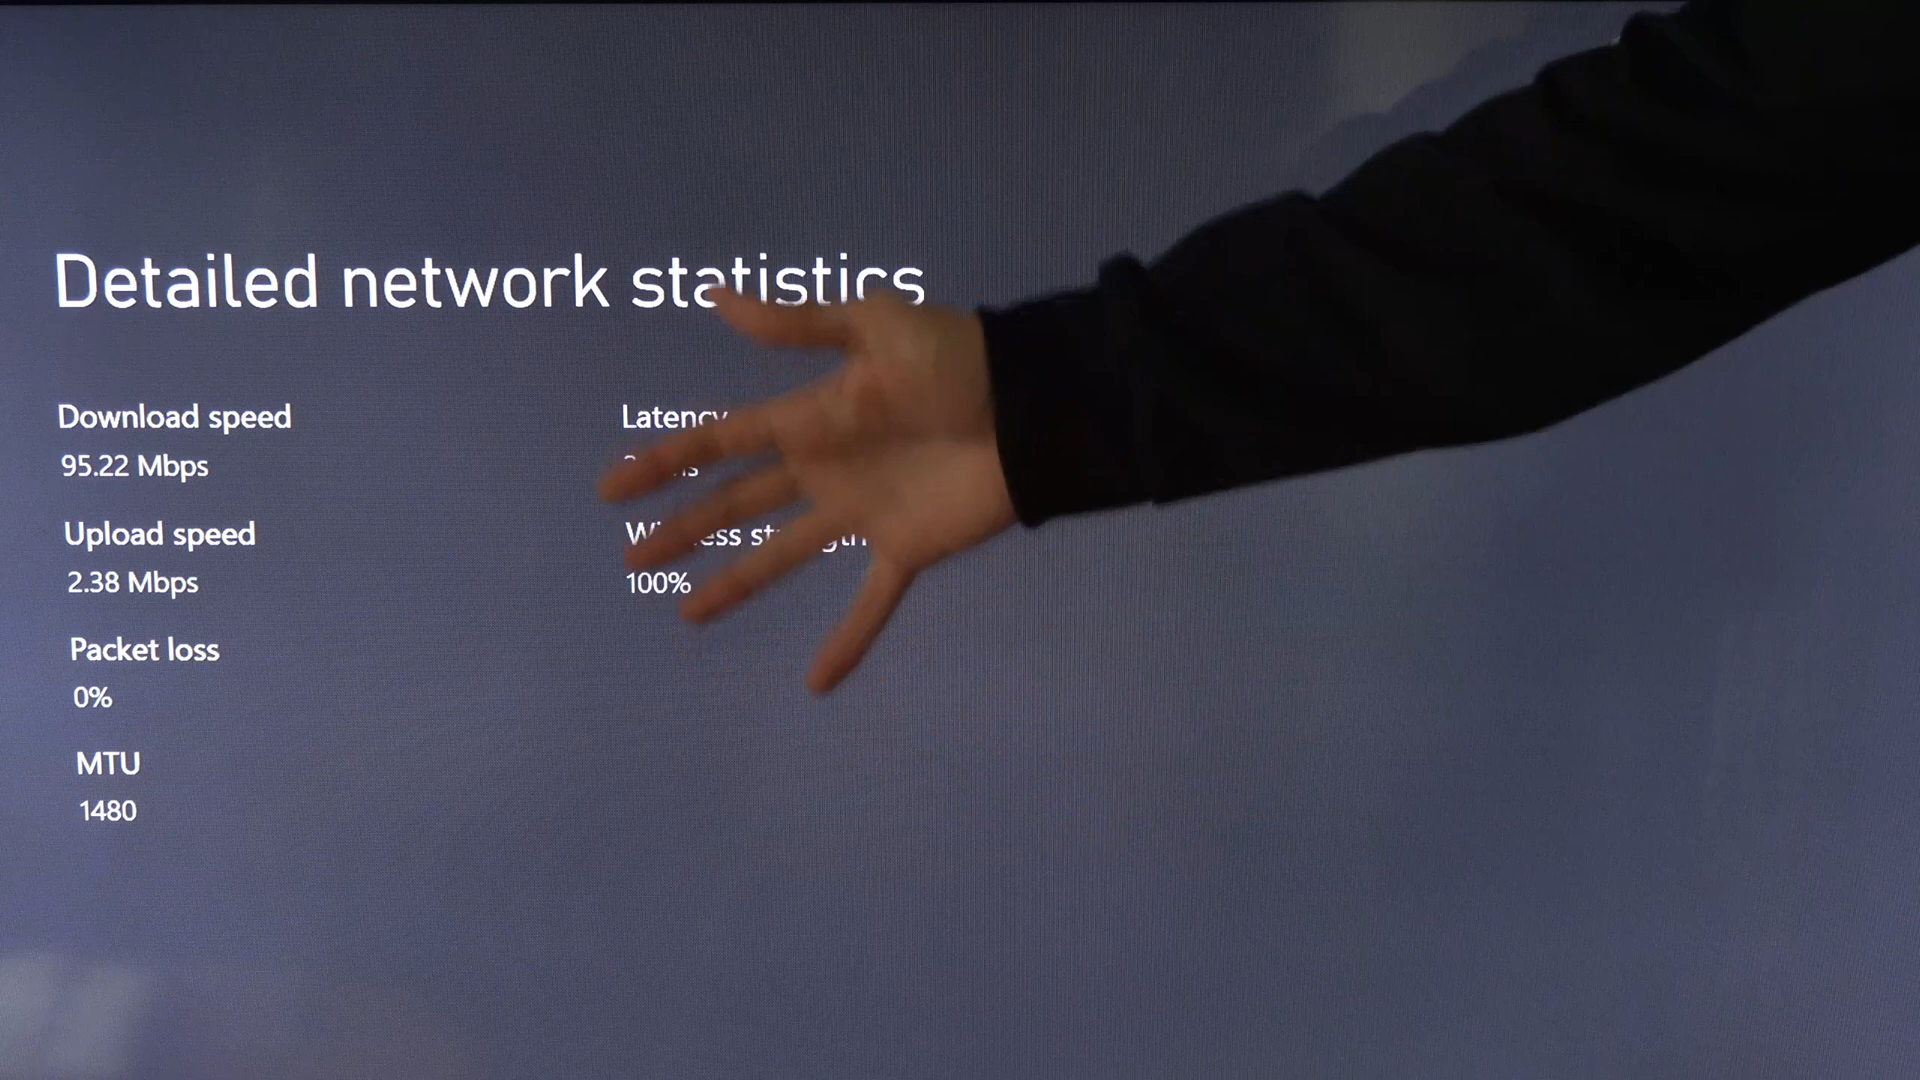 Detailed network statistics
Download speed
95.22 Mbps
Upload speed
2.38 Mbps
Packet loss
0%
MTU
1480
Latency
100%